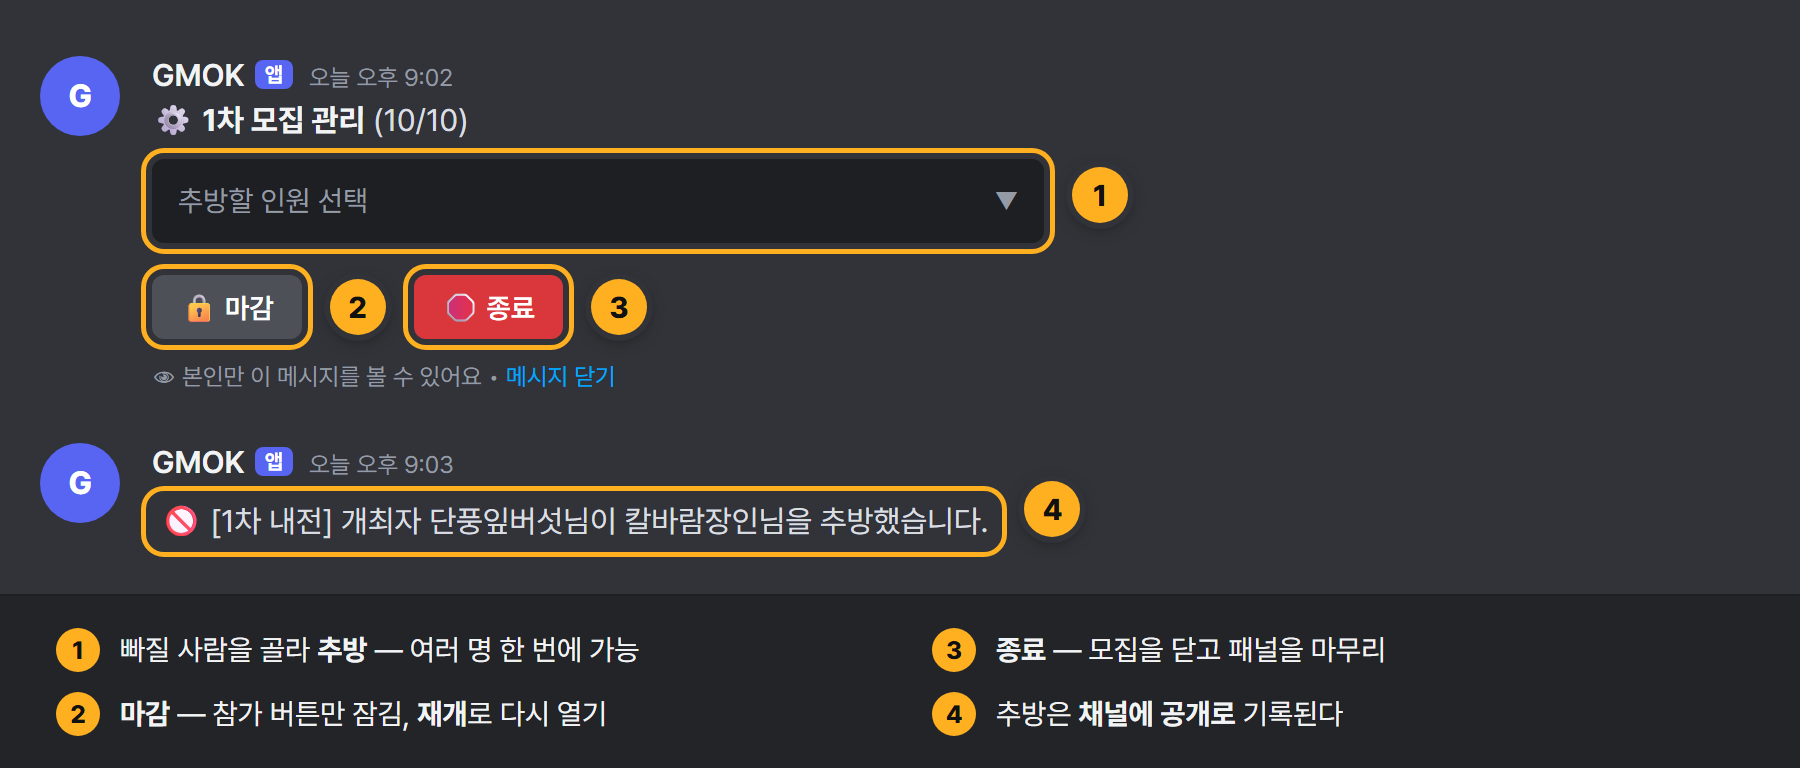 G
GMOK 앱 오늘 오후 9:02
⚙️ 1차 모집 관리 (10/10)
추방할 인원 선택 ▼
1
🔒 마감
2
🛑 종료
3
👁 본인만 이 메시지를 볼 수 있어요 • 메시지 닫기
G
GMOK 앱 오늘 오후 9:03
🚫 [1차 내전] 개최자 단풍잎버섯님이 칼바람장인님을 추방했습니다.
4
1 빠질 사람을 골라 추방 — 여러 명 한 번에 가능
2 마감 — 참가 버튼만 잠김, 재개로 다시 열기
3 종료 — 모집을 닫고 패널을 마무리
4 추방은 채널에 공개로 기록된다